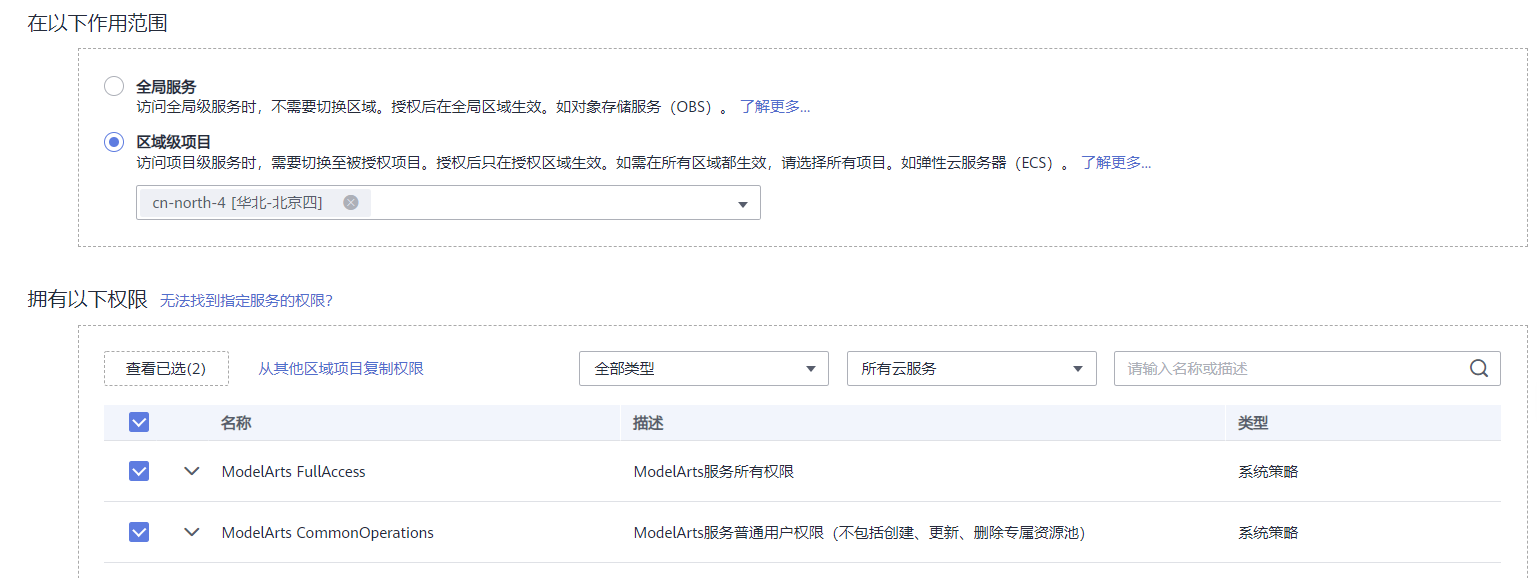 在以下作用范围
全局服务
访问全局级服务时，不需要切换区域。授权后在全局区域生效。如对象存储服务（OBS）。 了解更多...
区域级项目
访问项目级服务时，需要切换至被授权项目。授权后只在授权区域生效。如需在所有区域都生效，请选择所有项目。如弹性云服务器（ECS）。 了解更多...
cn-north-4 [华北-北京四]
拥有以下权限 无法找到指定服务的权限?
查看已选(2) 从其他区域项目复制权限 全部类型 所有云服务 请输入名称或描述
名称 描述 类型
ModelArts FullAccess ModelArts服务所有权限 系统策略
ModelArts CommonOperations ModelArts服务普通用户权限（不包括创建、更新、删除专属资源池） 系统策略